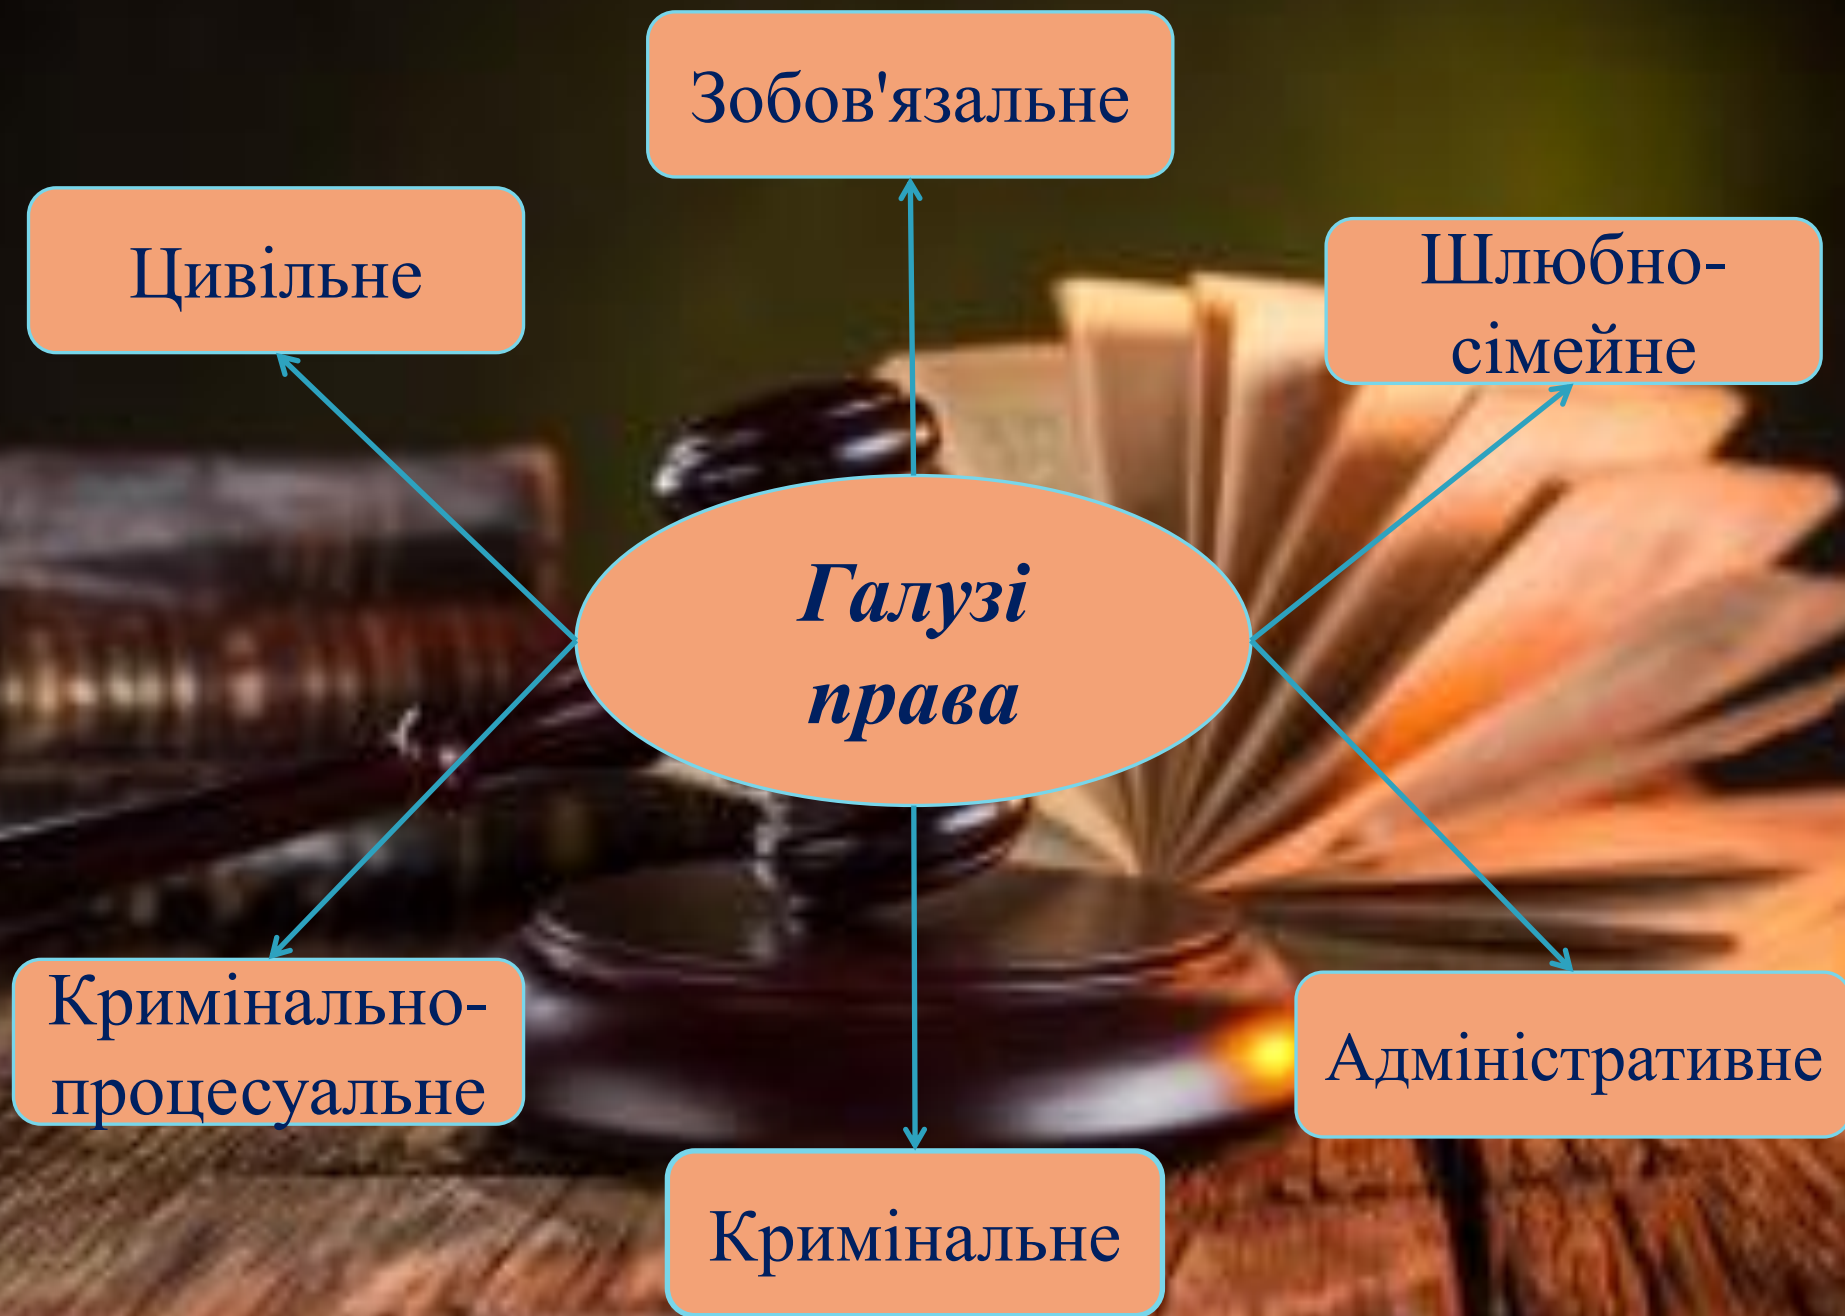 Зобов'язальне
Цивільне
Шлюбно-
сімейне
Галузі
права
Кримінально-
процесуальне
Адміністративне
Кримінальне